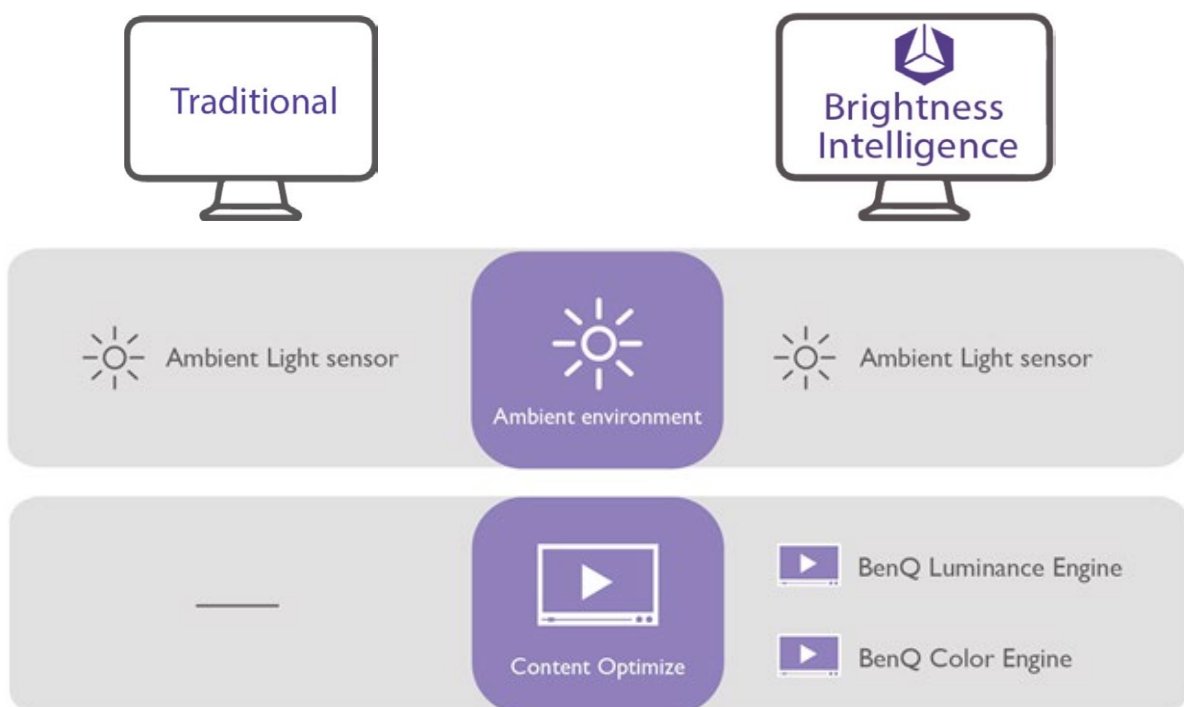 Traditional
Brightness
Intelligence
Ambient Light sensor
Ambient environment
Ambient Light sensor
Content Optimize
BenQ Luminance Engine
BenQ Color Engine